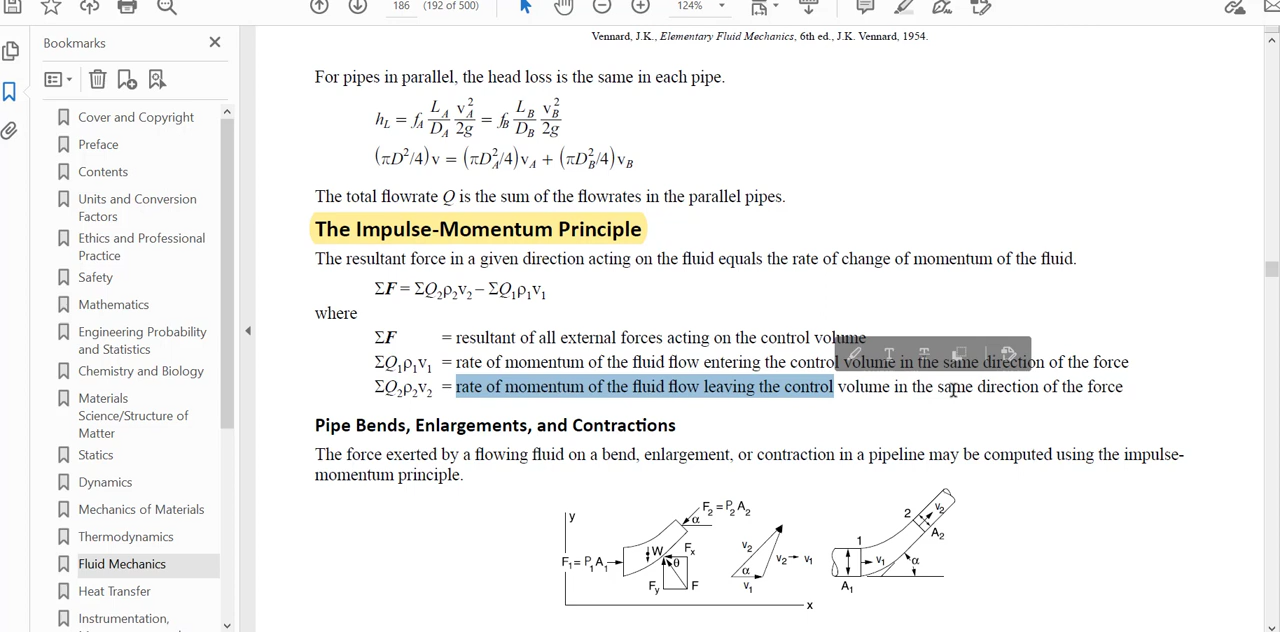 186 (192 of 500) 124%
Bookmarks
Cover and Copyright
Preface
Contents
Units and Conversion
Factors
Ethics and Professional
Practice
Safety
Mathematics
Engineering Probability
and Statistics
Chemistry and Biology
Materials
Science/Structure of
Matter
Statics
Dynamics
Mechanics of Materials
Thermodynamics
Fluid Mechanics
Heat Transfer
Instrumentation,
Vennard, J.K., Elementary Fluid Mechanics, 6th ed., J.K. Vennard, 1954.
For pipes in parallel, the head loss is the same in each pipe.
h_L = f_A L_A/D_A v_A²/2g = f_B L_B/D_B v_B²/2g
(πD²/4)v = (πD_A²/4)v_A + (πD_B²/4)v_B
The total flowrate Q is the sum of the flowrates in the parallel pipes.
The Impulse-Momentum Principle
The resultant force in a given direction acting on the fluid equals the rate of change of momentum of the fluid.
ΣF = ΣQ₂ρ₂v₂ – ΣQ₁ρ₁v₁
where
ΣF = resultant of all external forces acting on the control volume
ΣQ₁ρ₁v₁ = rate of momentum of the fluid flow entering the control volume in the same direction of the force
ΣQ₂ρ₂v₂ = rate of momentum of the fluid flow leaving the control volume in the same direction of the force
Pipe Bends, Enlargements, and Contractions
The force exerted by a flowing fluid on a bend, enlargement, or contraction in a pipeline may be computed using the impulse-
momentum principle.
y
F₂ = P₂A₂
α
W
Fₓ
F₁ = P₁A₁
θ
F_y F
x
v₂
v₂ – v₁
α
v₁
2
v₂
A₂
1
v₁
α
A₁